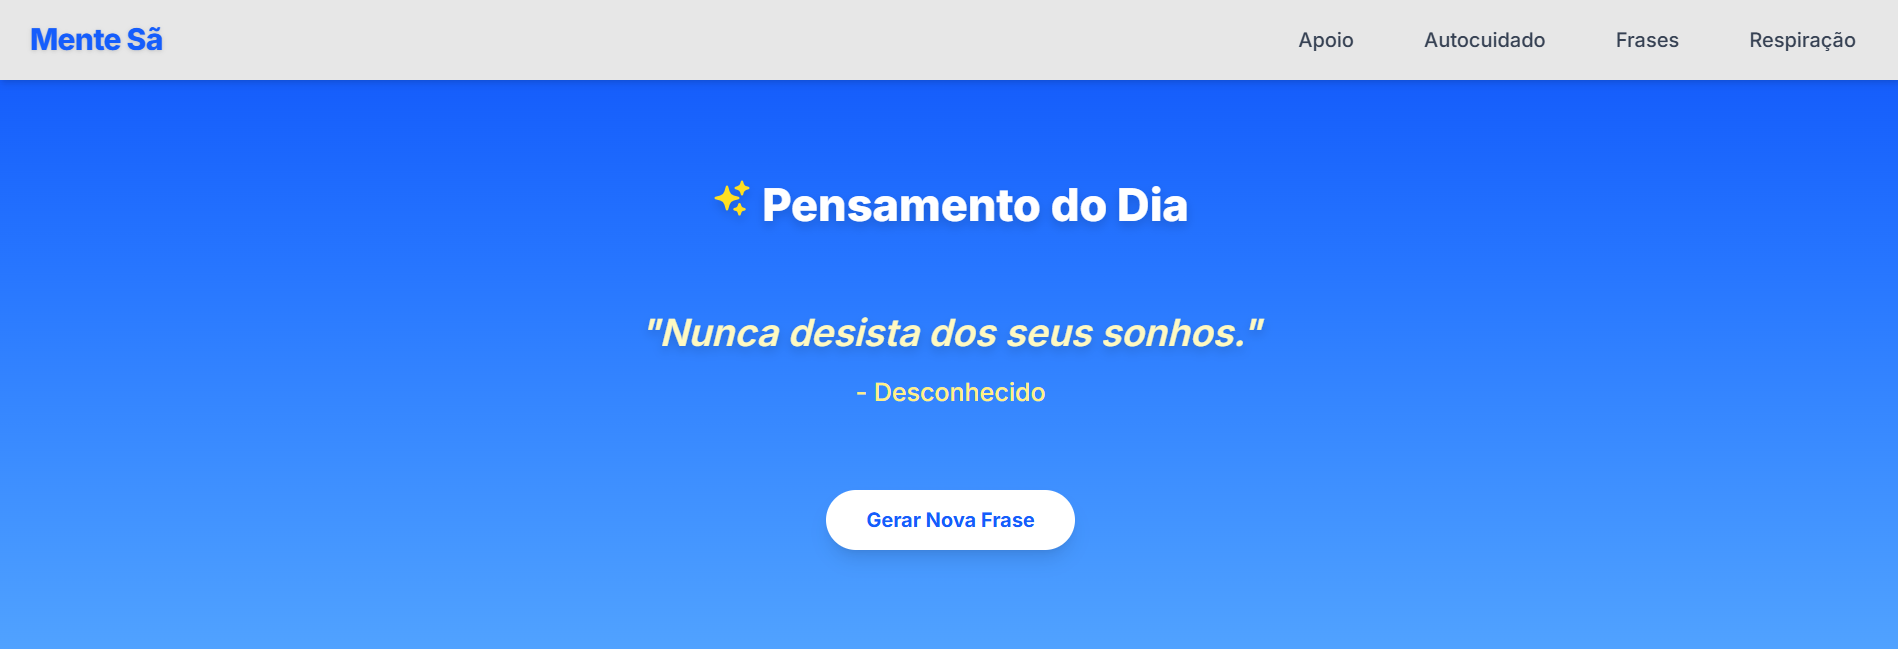 Mente Sã
Apoio
Autocuidado
Frases
Respiração
Pensamento do Dia
"Nunca desista dos seus sonhos."
- Desconhecido
Gerar Nova Frase